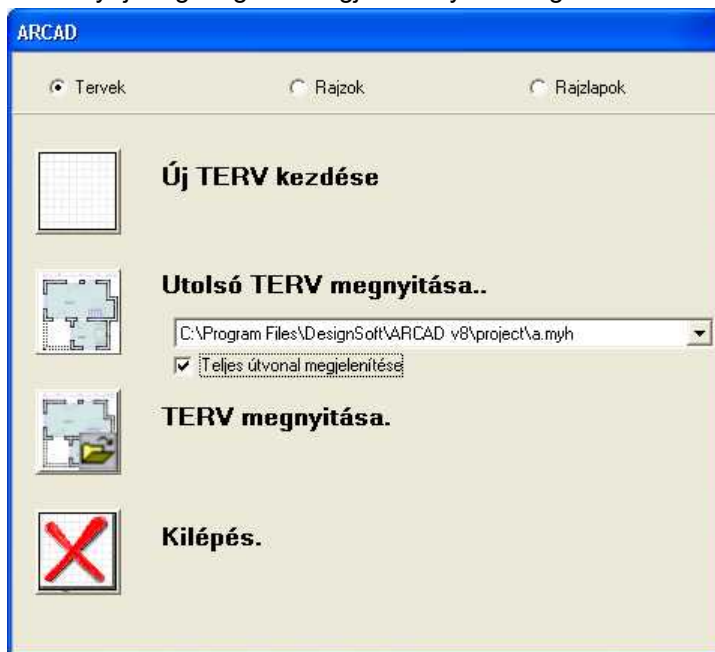 ARCAD
Tervek Rajzok Rajzlapok
Új TERV kezdése
Utolsó TERV megnyitása..
C:\Program Files\DesignSoft\ARCAD v8\project\a.myh
Teljes útvonal megjelenítése
TERV megnyitása.
Kilépés.